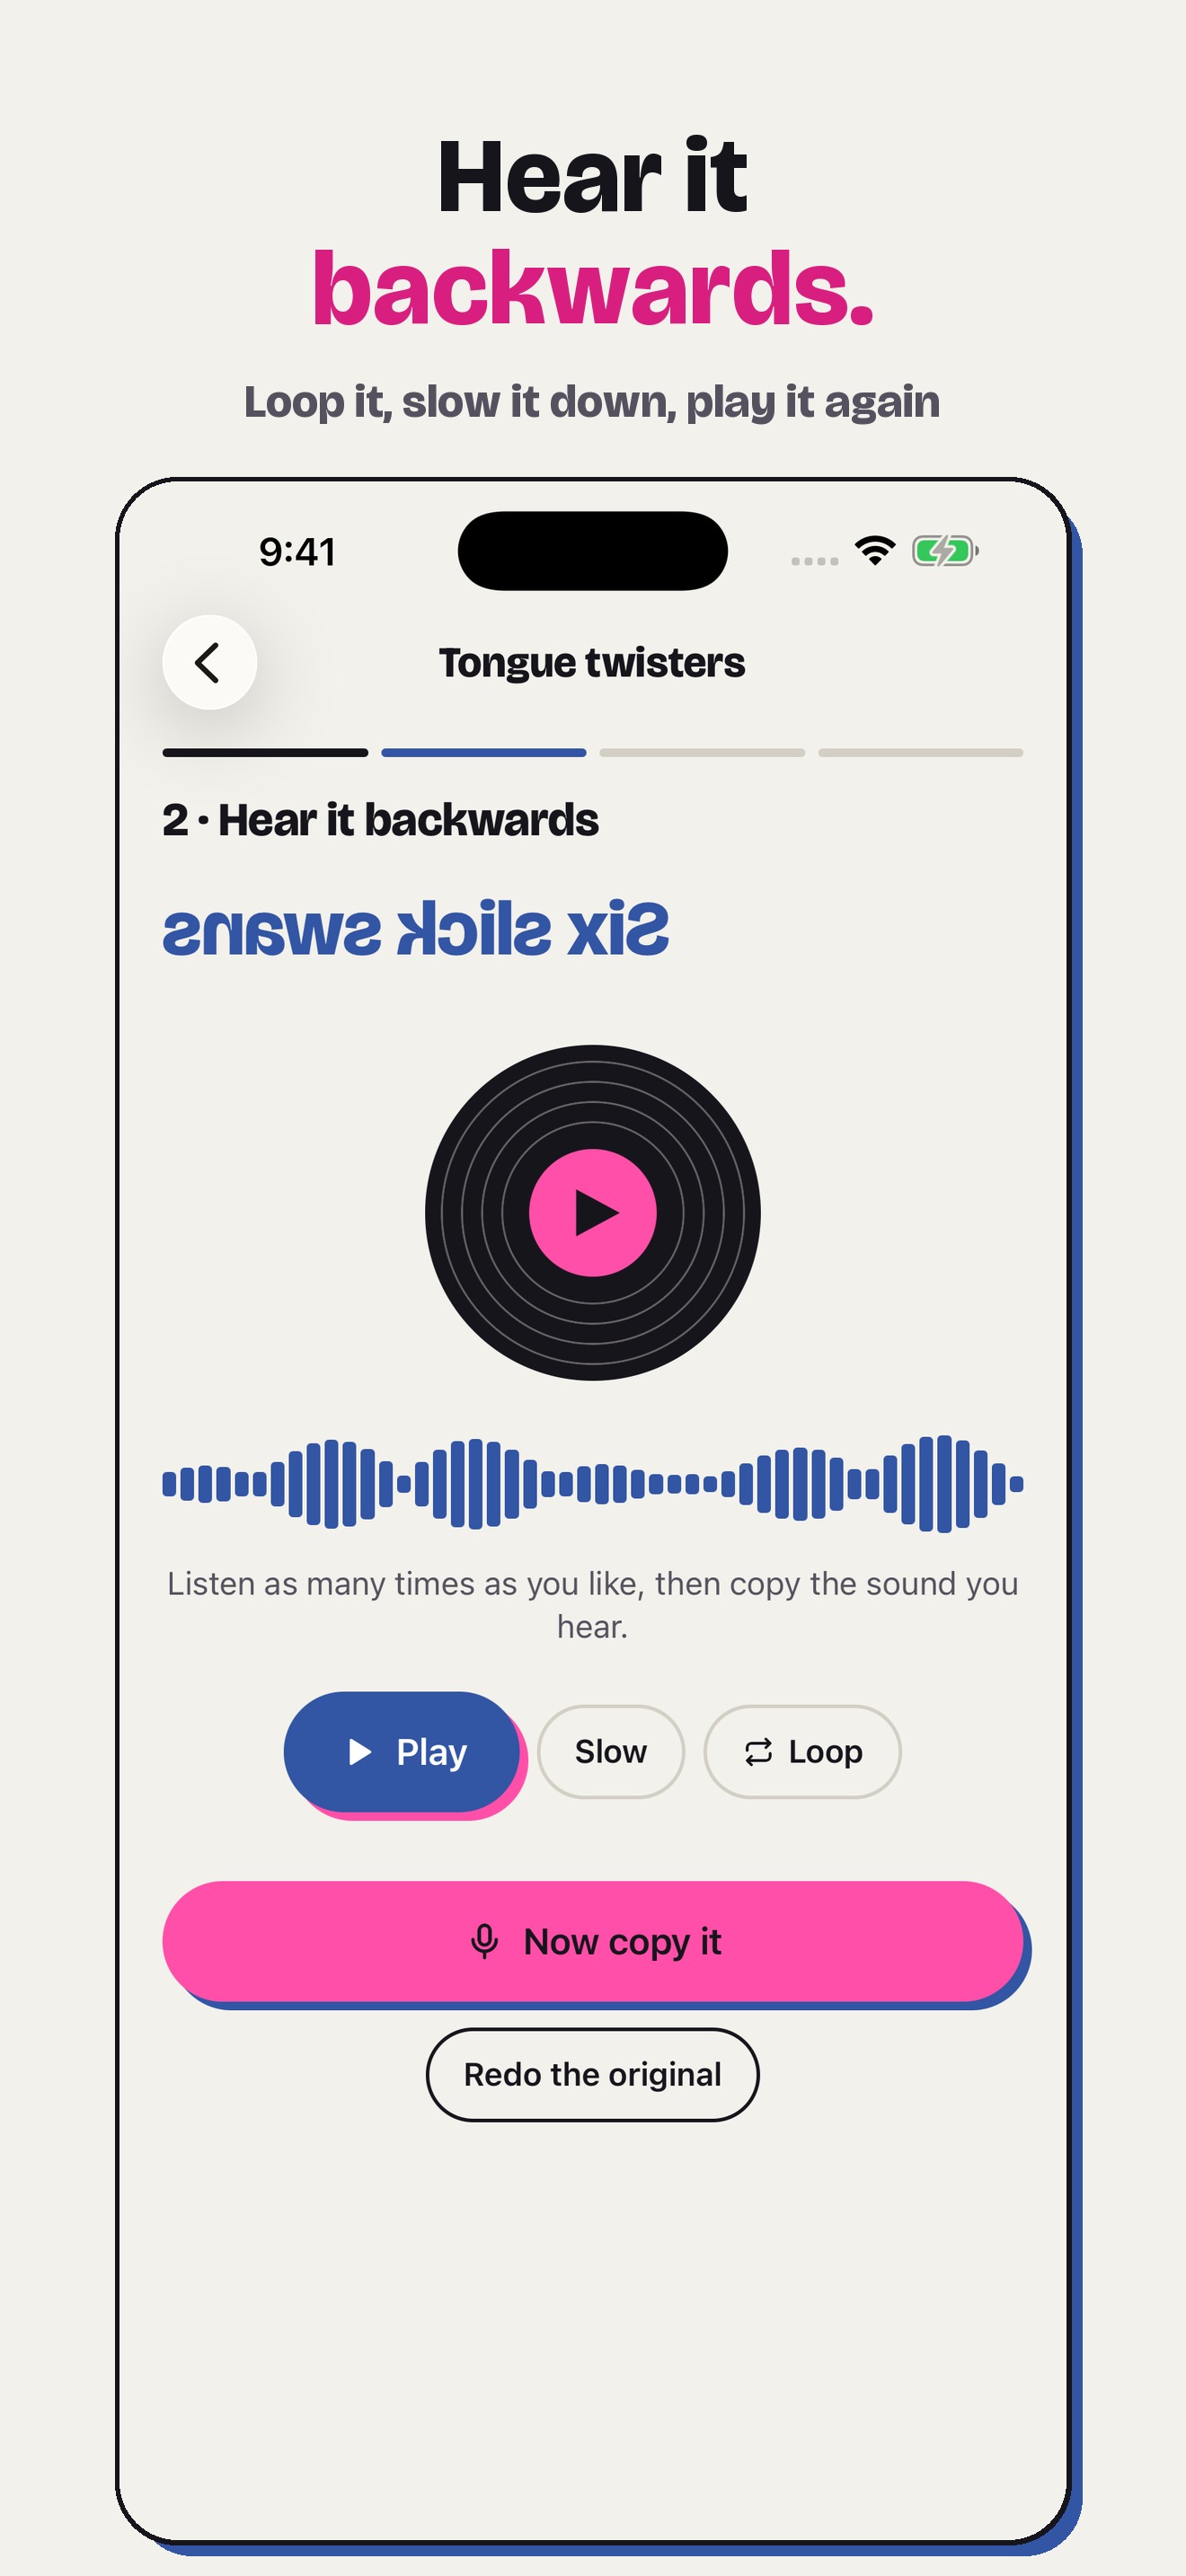 Hear it
backwards.
Loop it, slow it down, play it again
9:41
Tongue twisters
2 · Hear it backwards
Six slick swans
Listen as many times as you like, then copy the sound you
hear.
Play
Slow
Loop
Now copy it
Redo the original